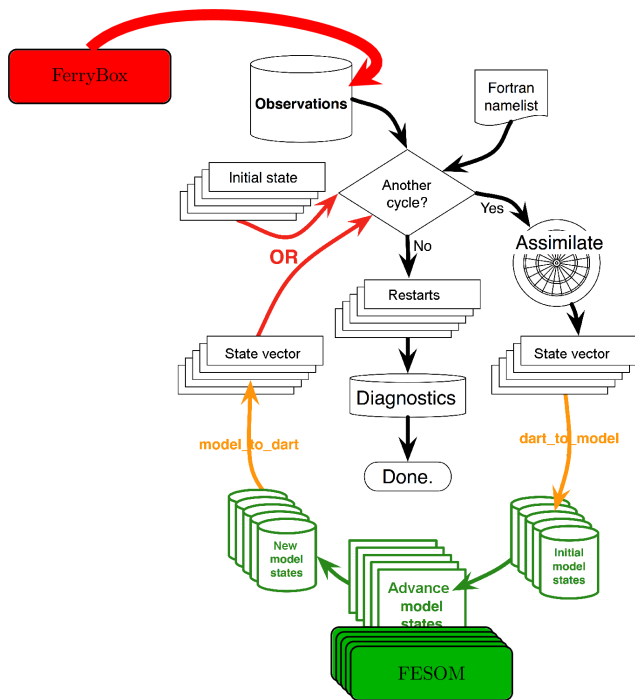 FerryBox
Observations
Fortran
namelist
Initial state
Another
cycle?
Yes
No
OR
Assimilate
Restarts
State vector
State vector
Diagnostics
model_to_dart
dart_to_model
Done.
New
model
states
Initial
model
states
Advance
model
states
FESOM